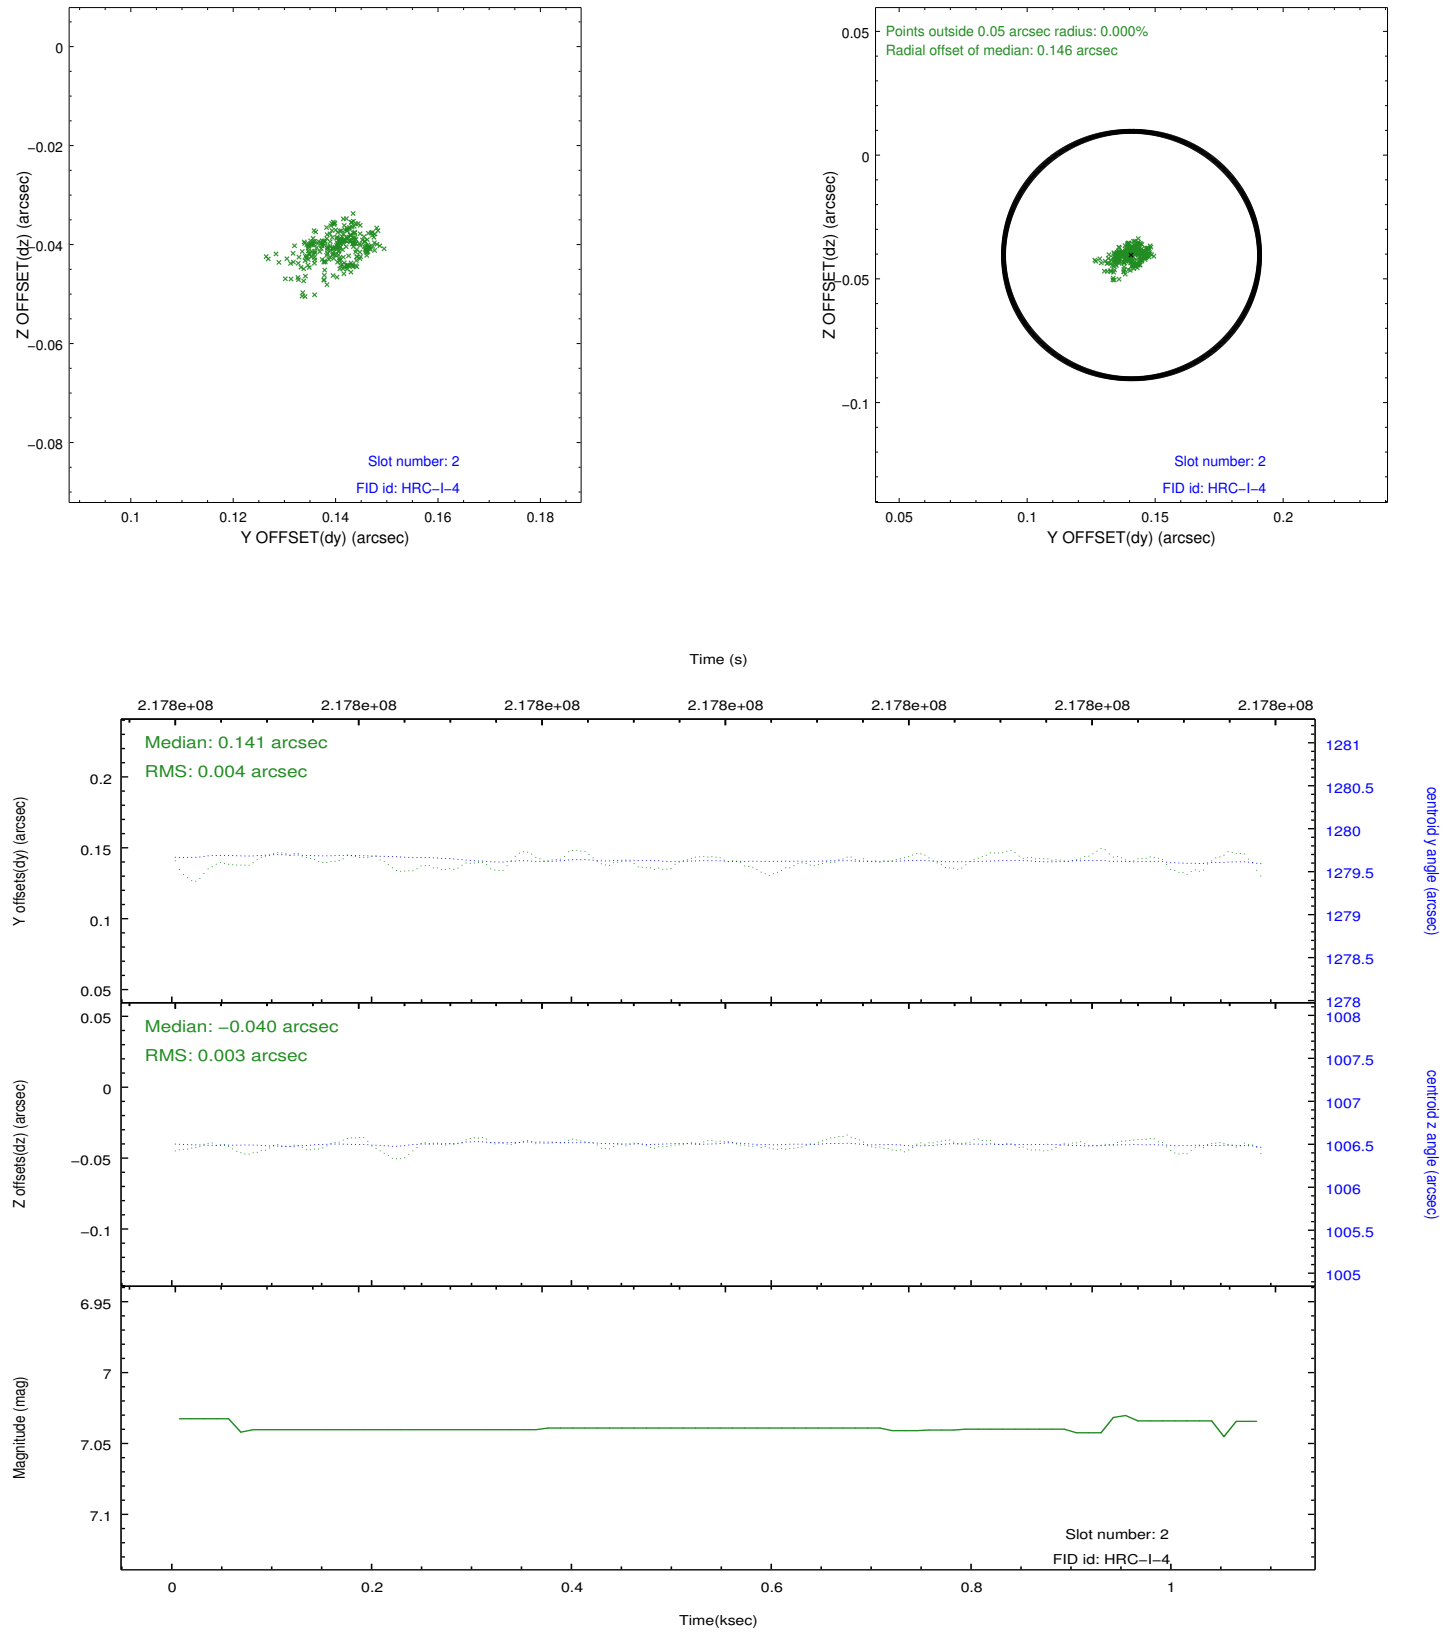 0
−0.02
−0.04
−0.06
−0.08
Z OFFSET(dz) (arcsec)
0.1
0.12
0.14
0.16
0.18
Y OFFSET(dy) (arcsec)
Slot number: 2
FID id: HRC−I−4
Points outside 0.05 arcsec radius: 0.000%
Radial offset of median: 0.146 arcsec
0.05
0
−0.05
−0.1
Z OFFSET(dz) (arcsec)
0.05
0.1
0.15
0.2
Y OFFSET(dy) (arcsec)
Slot number: 2
FID id: HRC−I−4
Time (s)
2.178e+08
2.178e+08
2.178e+08
2.178e+08
2.178e+08
2.178e+08
2.178e+08
Median: 0.141 arcsec
RMS: 0.004 arcsec
0.2
0.15
0.1
0.05
Y offsets(dy) (arcsec)
1281
1280.5
1280
1279.5
1279
1278.5
1278
centroid y angle (arcsec)
Median: −0.040 arcsec
RMS: 0.003 arcsec
0.05
0
−0.05
−0.1
Z offsets(dz) (arcsec)
1008
1007.5
1007
1006.5
1006
1005.5
1005
centroid z angle (arcsec)
6.95
7
7.05
7.1
Magnitude (mag)
Slot number: 2
FID id: HRC−I−4
0
0.2
0.4
0.6
0.8
1
Time(ksec)